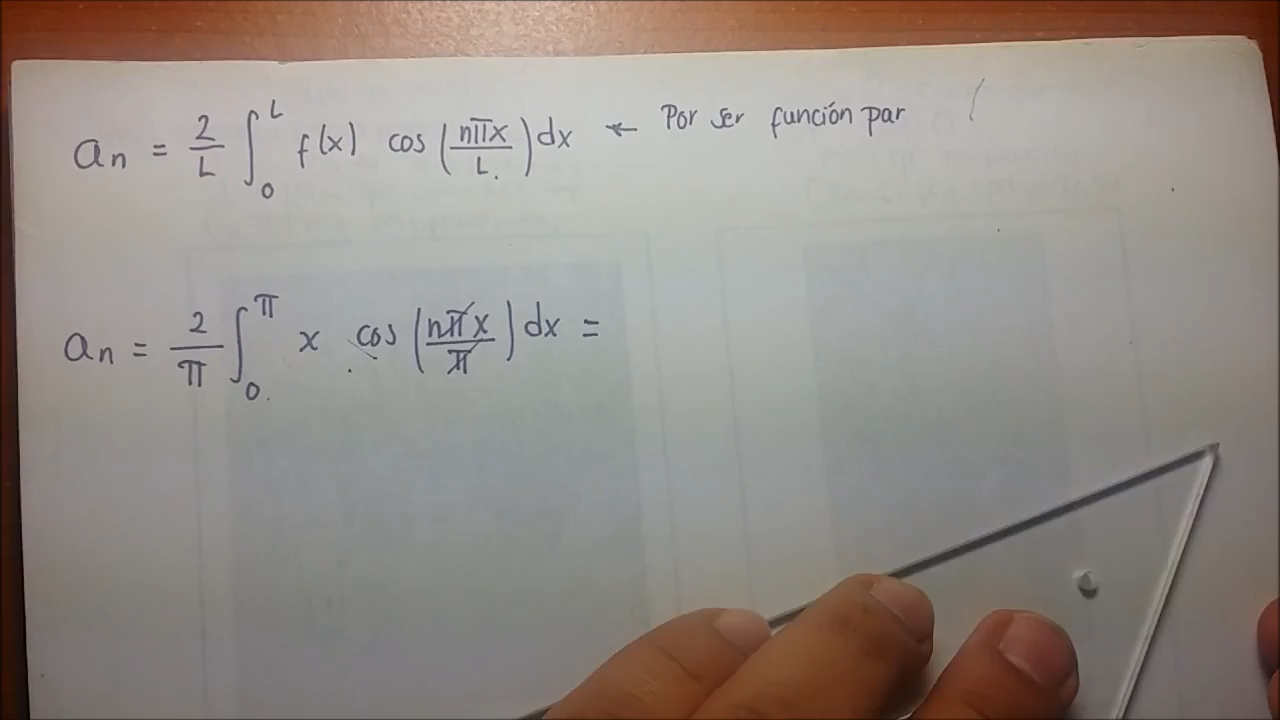 aₙ = 2/L ∫₀ᴸ f(x) cos (nπx/L) dx ← Por ser función par
aₙ = 2/π ∫₀^π x cos (nπx/π) dx =